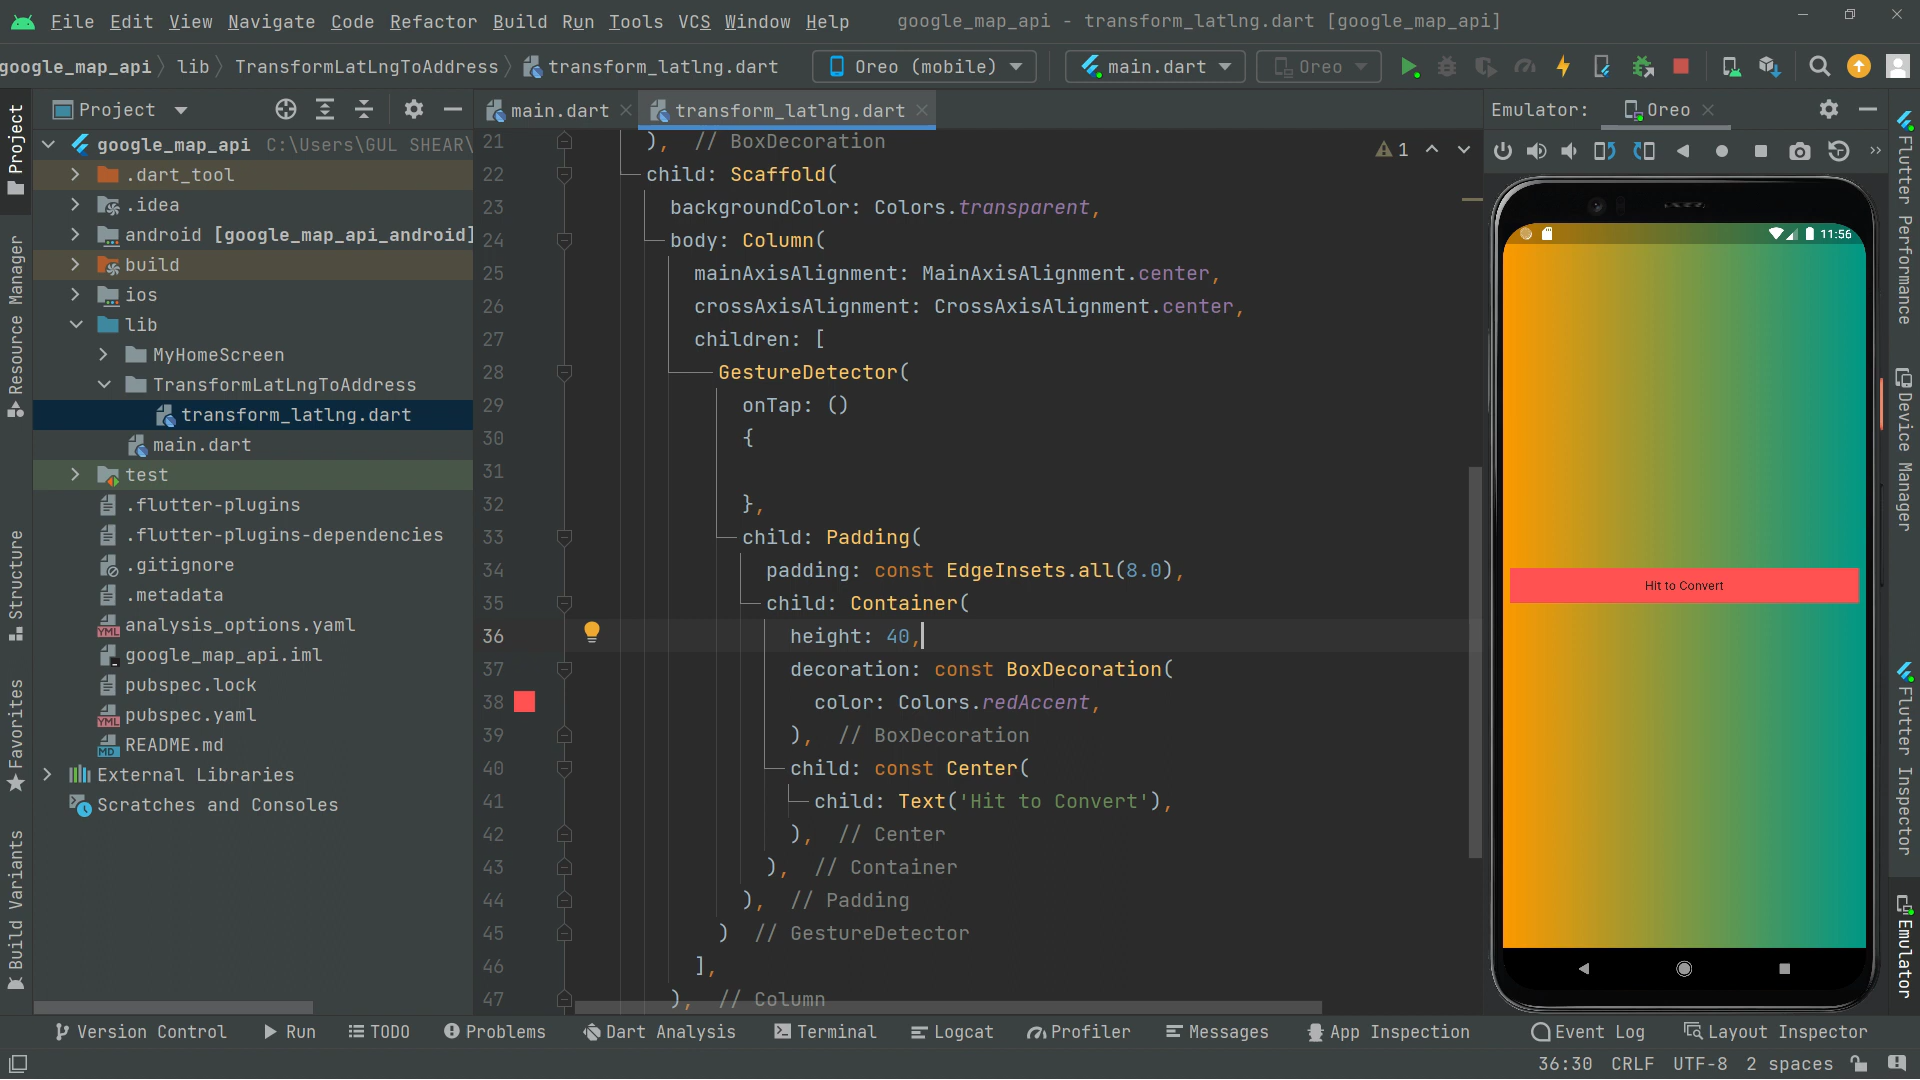 File Edit View Navigate Code Refactor Build Run Tools VCS Window Help google_map_api - transform_latlng.dart [google_map_api]
google_map_api lib TransformLatLngToAddress transform_latlng.dart Oreo (mobile) main.dart Oreo
Project main.dart transform_latlng.dart Emulator: Oreo
Project
Resource Manager
Structure
Favorites
Build Variants
google_map_api C:\Users\GUL SHEAR\
.dart_tool
.idea
android [google_map_api_android]
build
ios
lib
MyHomeScreen
TransformLatLngToAddress
transform_latlng.dart
main.dart
test
.flutter-plugins
.flutter-plugins-dependencies
.gitignore
.metadata
analysis_options.yaml
google_map_api.iml
pubspec.lock
pubspec.yaml
README.md
External Libraries
Scratches and Consoles
21 ), // BoxDecoration
22 child: Scaffold(
23 backgroundColor: Colors.transparent,
24 body: Column(
25 mainAxisAlignment: MainAxisAlignment.center,
26 crossAxisAlignment: CrossAxisAlignment.center,
27 children: [
28 GestureDetector(
29 onTap: ()
30 {
31
32 },
33 child: Padding(
34 padding: const EdgeInsets.all(8.0),
35 child: Container(
36 height: 40,
37 decoration: const BoxDecoration(
38 color: Colors.redAccent,
39 ), // BoxDecoration
40 child: const Center(
41 child: Text('Hit to Convert'),
42 ), // Center
43 ), // Container
44 ), // Padding
45 ) // GestureDetector
46 ],
47 ), // Column
1
11:56
Hit to Convert
Flutter Performance
Device Manager
Flutter Inspector
Emulator
Version Control Run TODO Problems Dart Analysis Terminal Logcat Profiler Messages App Inspection Event Log Layout Inspector
36:30 CRLF UTF-8 2 spaces